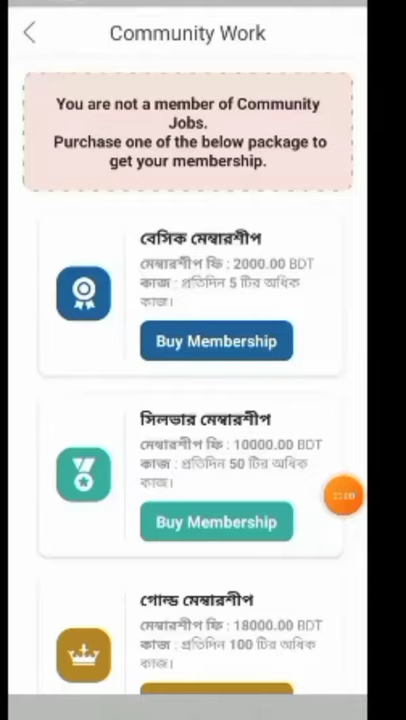 Community Work
You are not a member of Community
Jobs.
Purchase one of the below package to
get your membership.
বেসিক মেম্বারশীপ
মেম্বারশীপ ফি : 2000.00 BDT
কাজ : প্রতিদিন 5 টির অধিক
কাজ।
Buy Membership
সিলভার মেম্বারশীপ
মেম্বারশীপ ফি : 10000.00 BDT
কাজ : প্রতিদিন 50 টির অধিক
কাজ।
Buy Membership
গোল্ড মেম্বারশীপ
মেম্বারশীপ ফি : 18000.00 BDT
কাজ : প্রতিদিন 100 টির অধিক
কাজ।